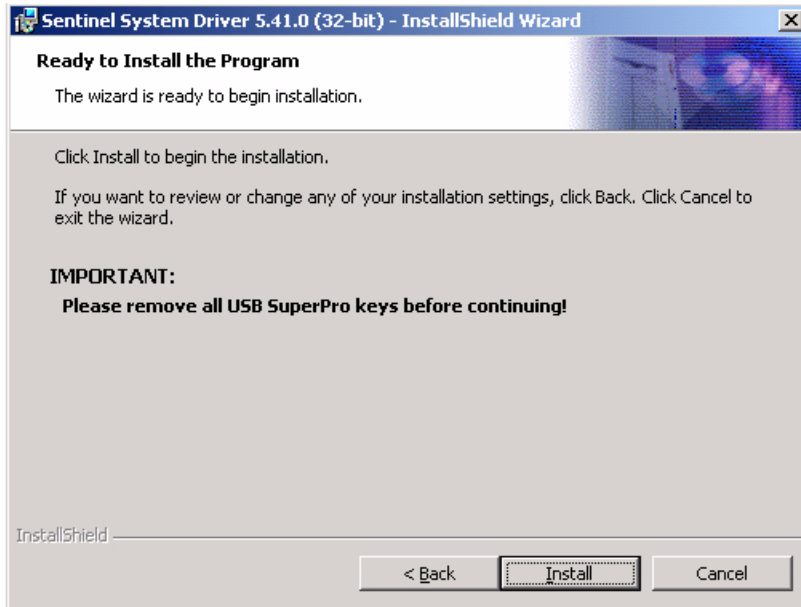 Sentinel System Driver 5.41.0 (32-bit) - InstallShield Wizard
Ready to Install the Program
The wizard is ready to begin installation.
Click Install to begin the installation.
If you want to review or change any of your installation settings, click Back. Click Cancel to
exit the wizard.
IMPORTANT:
Please remove all USB SuperPro keys before continuing!
InstallShield
< Back
Install
Cancel